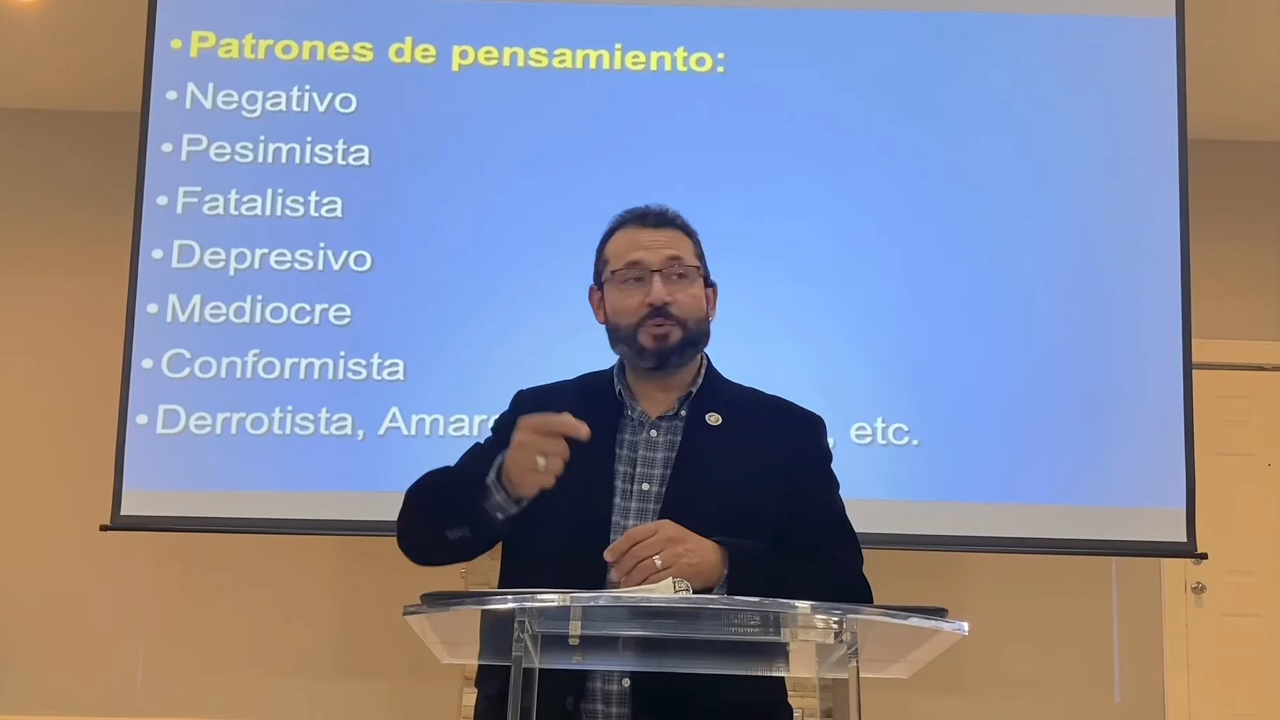 •Patrones de pensamiento:
•Negativo
•Pesimista
•Fatalista
•Depresivo
•Mediocre
•Conformista
•Derrotista, , etc.